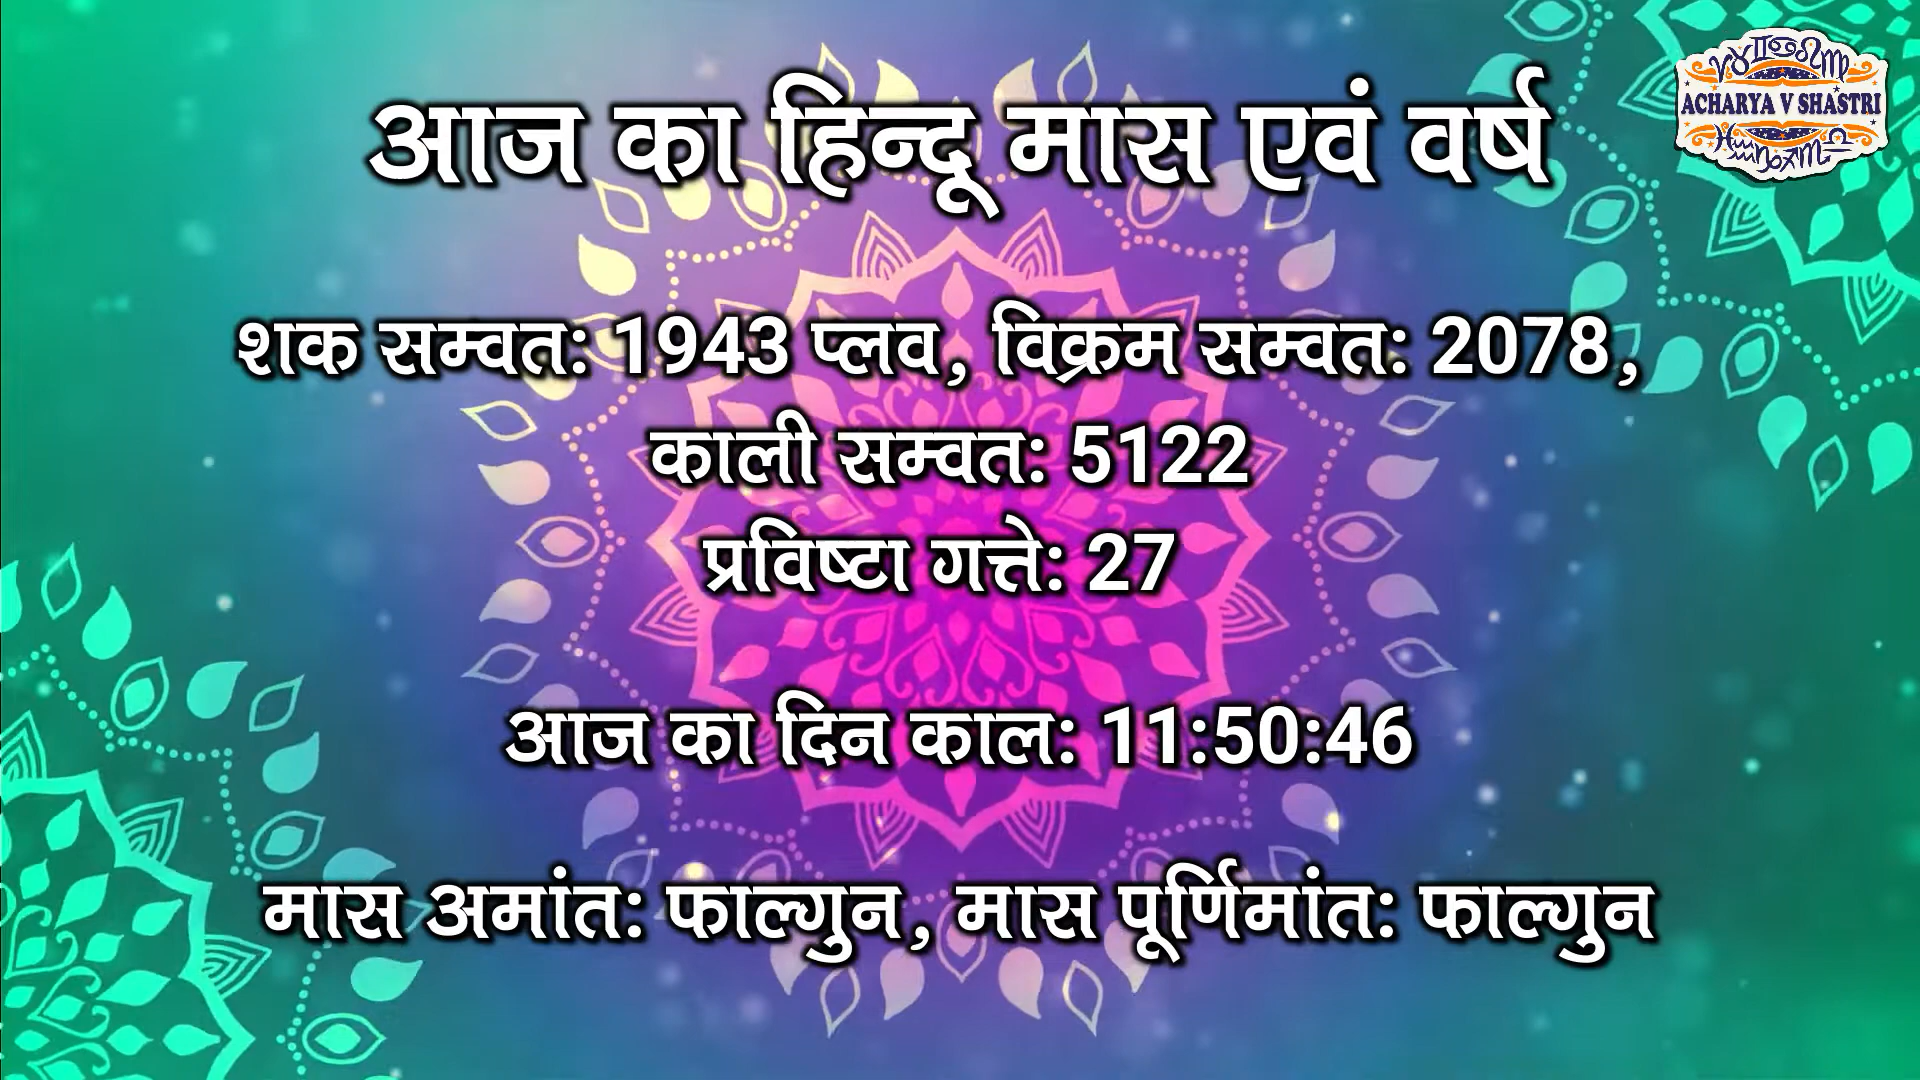 आज का हिन्दू मास एवं वर्ष
ACHARYA V SHASTRI
शक सम्वत: 1943 प्लव, विक्रम सम्वत: 2078,
काली सम्वत: 5122
प्रविष्टा गत्ते: 27
आज का दिन काल: 11:50:46
मास अमांत: फाल्गुन, मास पूर्णिमांत: फाल्गुन